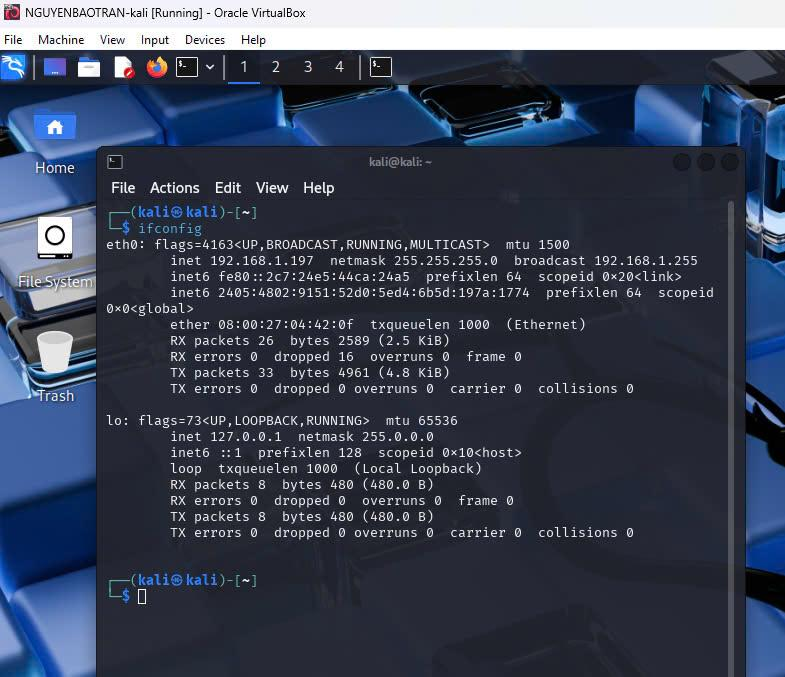 NGUYENBAOTRAN-kali [Running] - Oracle VirtualBox
File Machine View Input Devices Help
1 2 3 4
Home
File System
Trash
kali@kali: ~
File Actions Edit View Help
┌──(kali㉿kali)-[~]
└─$ ifconfig
eth0: flags=4163<UP,BROADCAST,RUNNING,MULTICAST> mtu 1500
inet 192.168.1.197 netmask 255.255.255.0 broadcast 192.168.1.255
inet6 fe80::2c7:24e5:44ca:24a5 prefixlen 64 scopeid 0×20<link>
inet6 2405:4802:9151:52d0:5ed4:6b5d:197a:1774 prefixlen 64 scopeid
0×0<global>
ether 08:00:27:04:42:0f txqueuelen 1000 (Ethernet)
RX packets 26 bytes 2589 (2.5 KiB)
RX errors 0 dropped 16 overruns 0 frame 0
TX packets 33 bytes 4961 (4.8 KiB)
TX errors 0 dropped 0 overruns 0 carrier 0 collisions 0
lo: flags=73<UP,LOOPBACK,RUNNING> mtu 65536
inet 127.0.0.1 netmask 255.0.0.0
inet6 ::1 prefixlen 128 scopeid 0×10<host>
loop txqueuelen 1000 (Local Loopback)
RX packets 8 bytes 480 (480.0 B)
RX errors 0 dropped 0 overruns 0 frame 0
TX packets 8 bytes 480 (480.0 B)
TX errors 0 dropped 0 overruns 0 carrier 0 collisions 0
┌──(kali㉿kali)-[~]
└─$